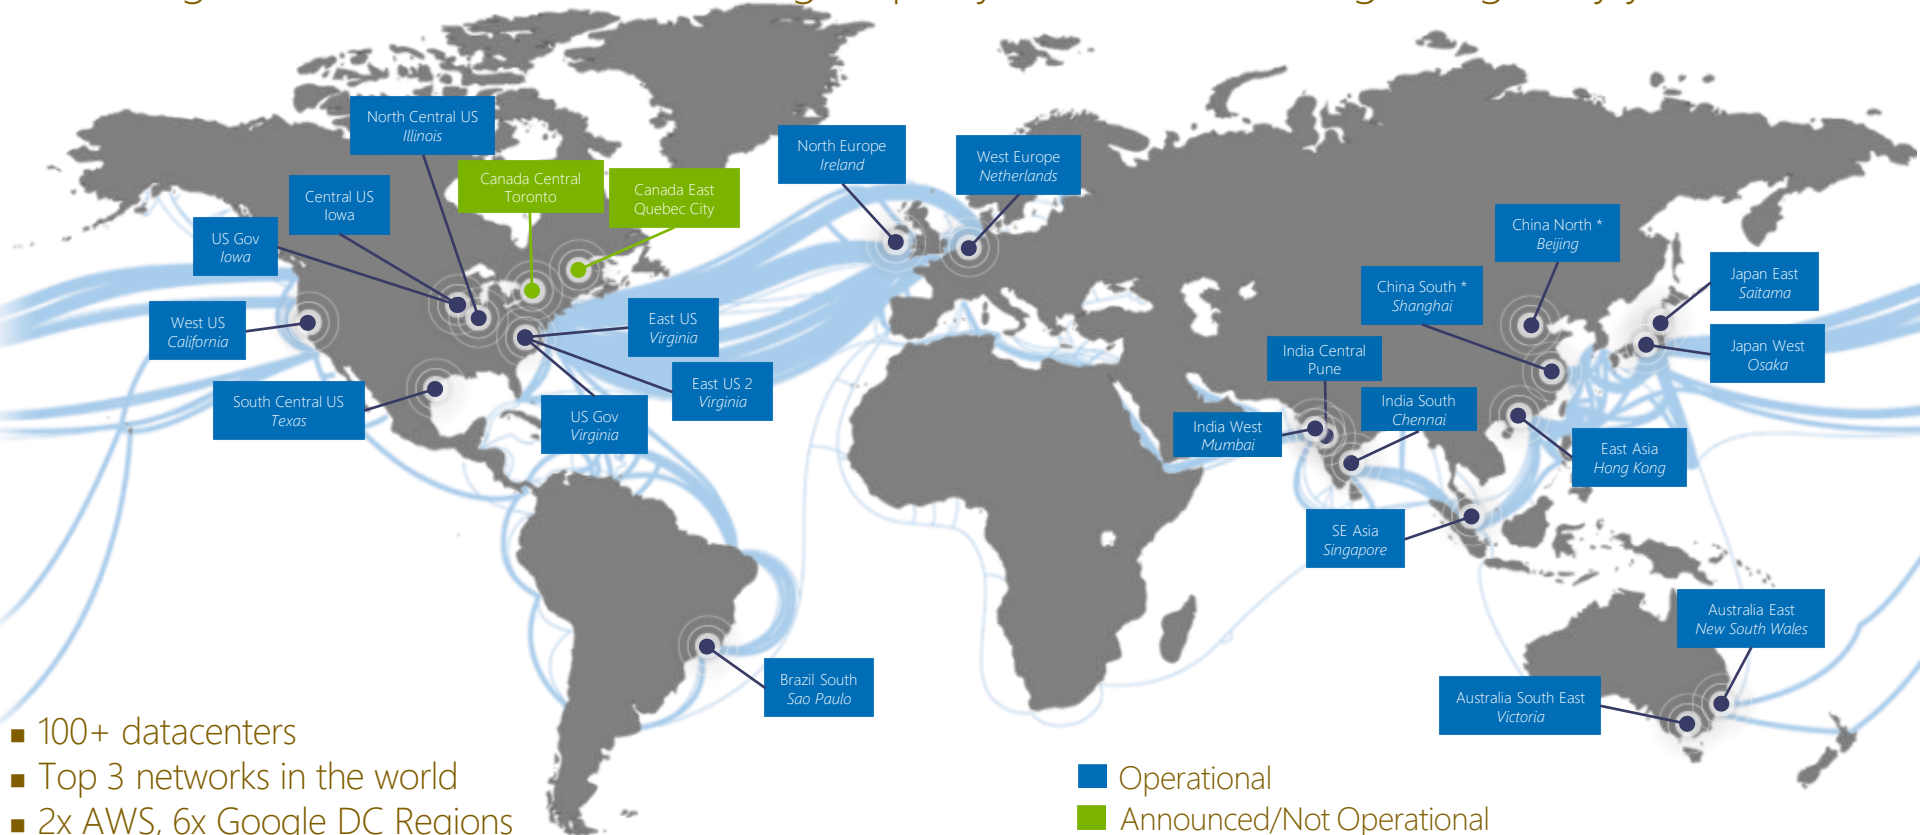 North Central US
Illinois
Canada Central
Toronto
Canada East
Quebec City
Central US
Iowa
US Gov
Iowa
West US
California
South Central US
Texas
East US
Virginia
East US 2
Virginia
US Gov
Virginia
North Europe
Ireland
West Europe
Netherlands
China North *
Beijing
China South *
Shanghai
Japan East
Saitama
Japan West
Osaka
India Central
Pune
India South
Chennai
India West
Mumbai
East Asia
Hong Kong
SE Asia
Singapore
Australia East
New South Wales
Australia South East
Victoria
Brazil South
Sao Paulo
▪ 100+ datacenters
▪ Top 3 networks in the world
▪ 2x AWS, 6x Google DC Regions
Operational
Announced/Not Operational